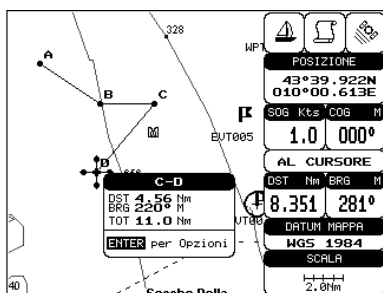 328
WPT
A
B
C
M
EVT005
D
C-D
DST 4.56 Nm
BRG 220° M
TOT 11.0 Nm
ENTER per Opzioni
40
POSIZIONE
43°39.922N
010°00.613E
SOG Kts COG M
1.0 000°
AL CURSORE
DST Nm BRG M
8.351 281°
DATUM MAPPA
WGS 1984
SCALA
2.0Nm